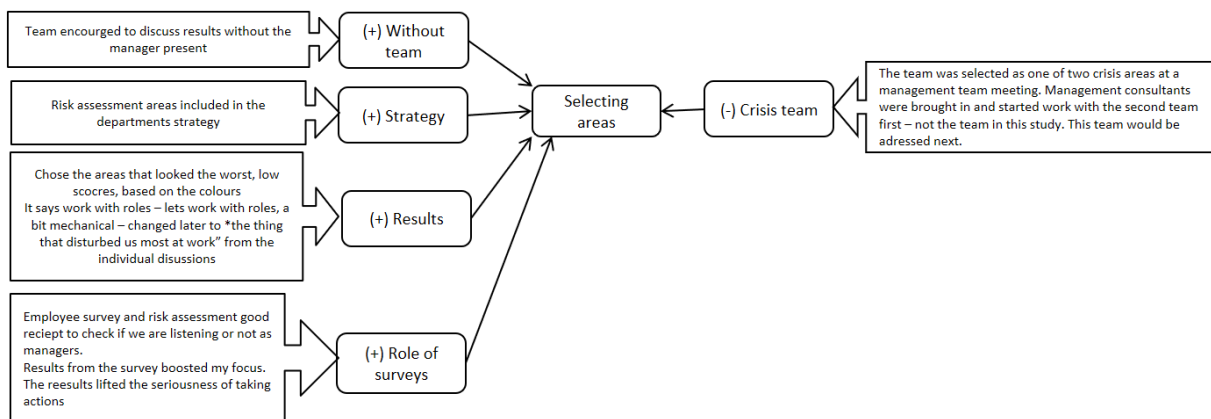 Team encourged to discuss results without the
manager present
(+) Without
team
Risk assessment areas included in the
departments strategy
(+) Strategy
Chose the areas that looked the worst, low
scocres, based on the colours
It says work with roles – lets work with roles, a
bit mechanical – changed later to *the thing
that disturbed us most at work” from the
individual disussions
(+) Results
Employee survey and risk assessment good
reciept to check if we are listening or not as
managers.
Results from the survey boosted my focus.
The reesults lifted the seriousness of taking
actions
(+) Role of
surveys
Selecting
areas
(-) Crisis team
The team was selected as one of two crisis areas at a
management team meeting. Management consultants
were brought in and started work with the second team
first – not the team in this study. This team would be
adressed next.